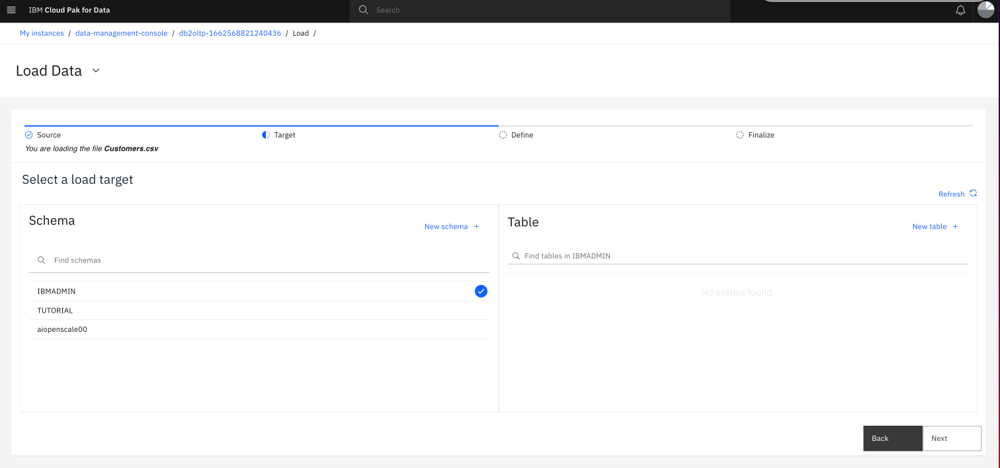 IBM Cloud Pak for Data
Search
My instances / data-management-console / db2oltp-1662568821240436 / Load /
Load Data
Source
Target
Define
Finalize
You are loading the file Customers.csv
Select a load target
Refresh
Schema
New schema +
Find schemas
IBMADMIN
TUTORIAL
aiopenscale00
Table
New table +
Find tables in IBMADMIN
No entries found.
Back
Next